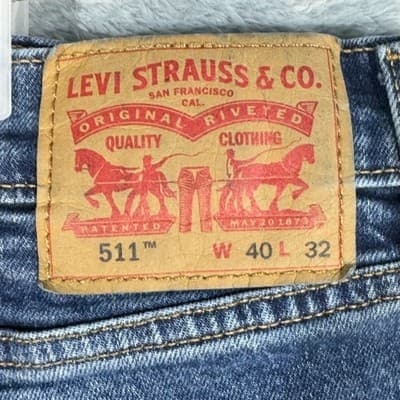 LEVI STRAUSS & CO.
SAN FRANCISCO
CAL.
ORIGINAL RIVETED
QUALITY CLOTHING
PATENTED MAY 20 1873
511™ W 40 L 32